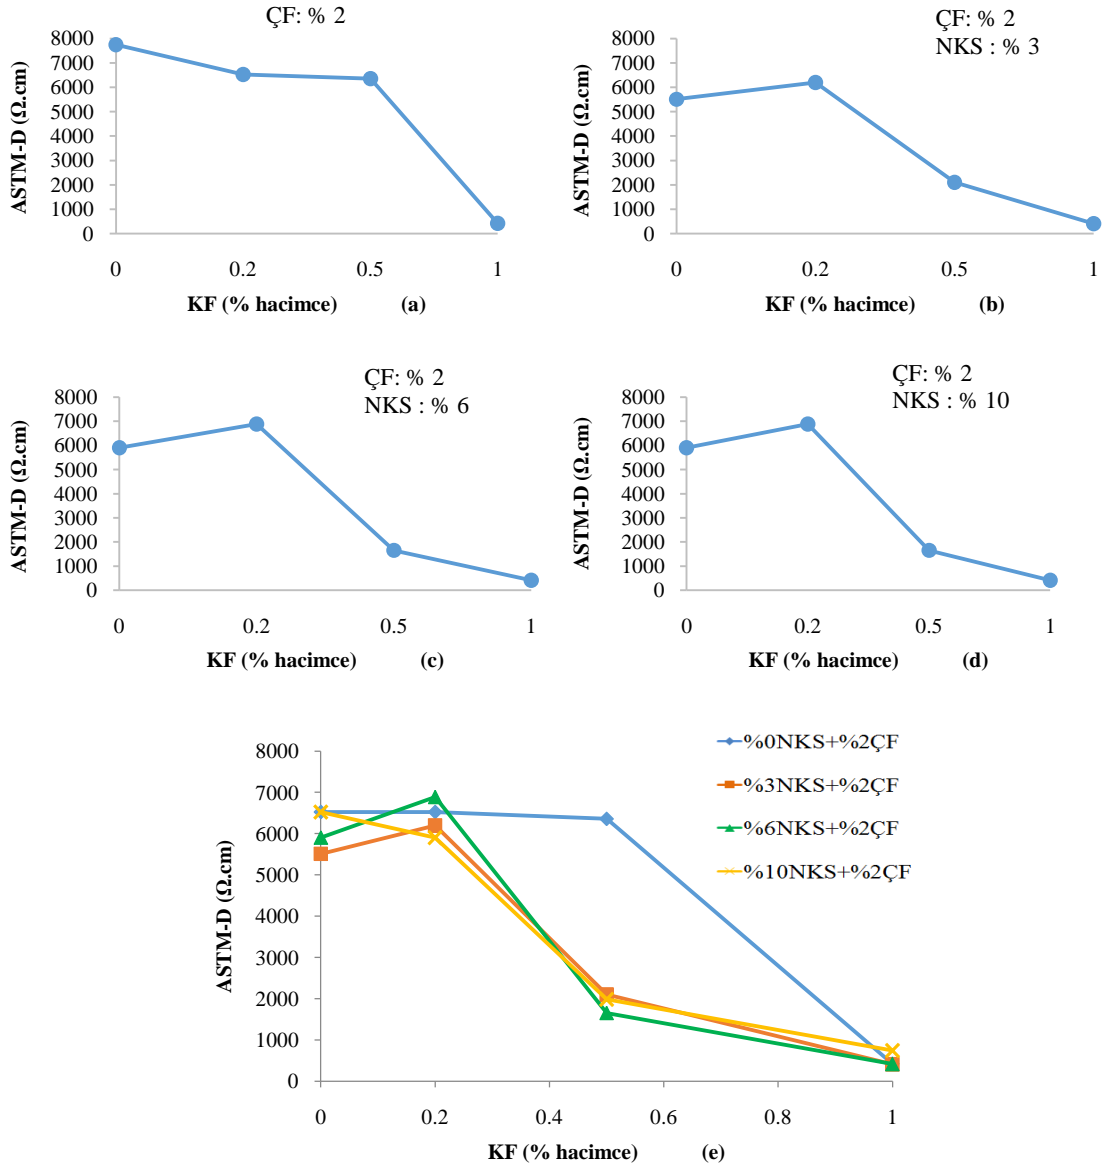 ÇF: % 2
8000
7000
6000
5000
4000
3000
2000
1000
0
ASTM-D (Ω.cm)
0 0.2 0.5 1
KF (% hacimce) (a)
ÇF: % 2
NKS : % 3
8000
7000
6000
5000
4000
3000
2000
1000
0
ASTM-D (Ω.cm)
0 0.2 0.5 1
KF (% hacimce) (b)
ÇF: % 2
NKS : % 6
8000
7000
6000
5000
4000
3000
2000
1000
0
ASTM-D (Ω.cm)
0 0.2 0.5 1
KF (% hacimce) (c)
ÇF: % 2
NKS : % 10
8000
7000
6000
5000
4000
3000
2000
1000
0
ASTM-D (Ω.cm)
0 0.2 0.5 1
KF (% hacimce) (d)
%0NKS+%2ÇF
%3NKS+%2ÇF
%6NKS+%2ÇF
%10NKS+%2ÇF
8000
7000
6000
5000
4000
3000
2000
1000
0
ASTM-D (Ω.cm)
0 0.2 0.4 0.6 0.8 1
KF (% hacimce) (e)